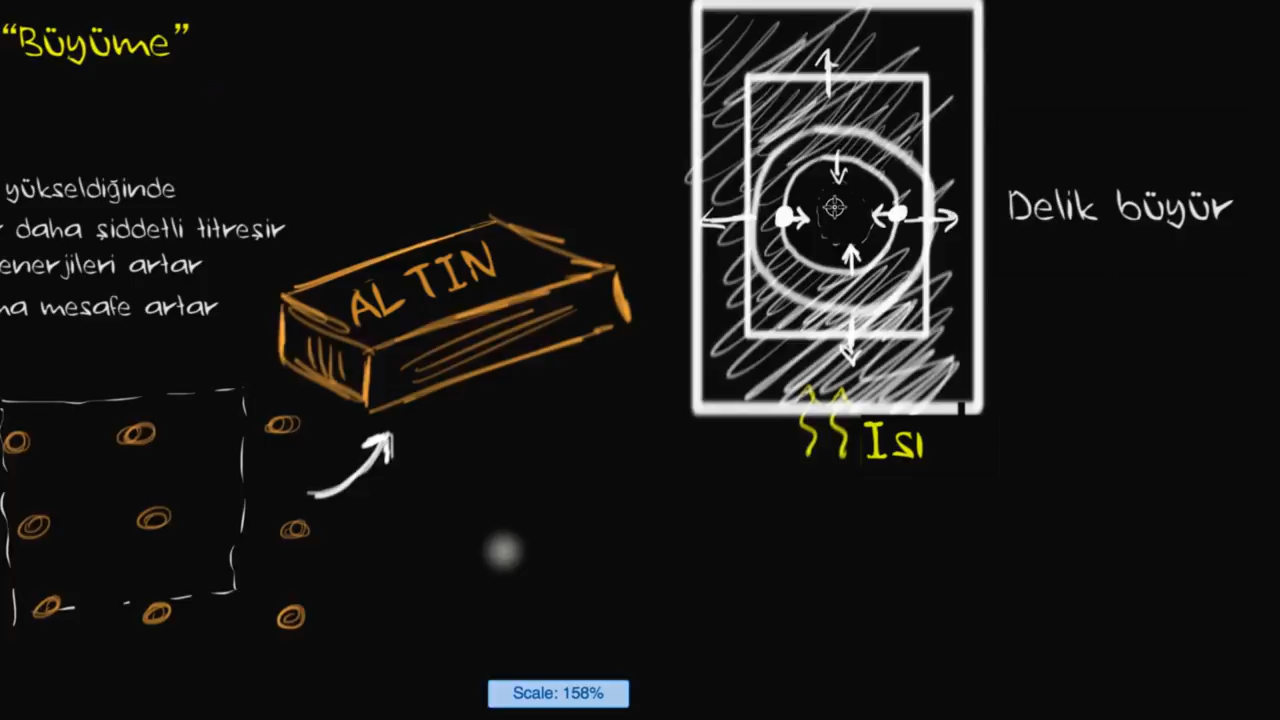 “Büyüme”
yükseldiğinde
daha şiddetli titreşir
enerjileri artar
mesafe artar
ALTIN
Delik büyür
Isı
Scale: 158%